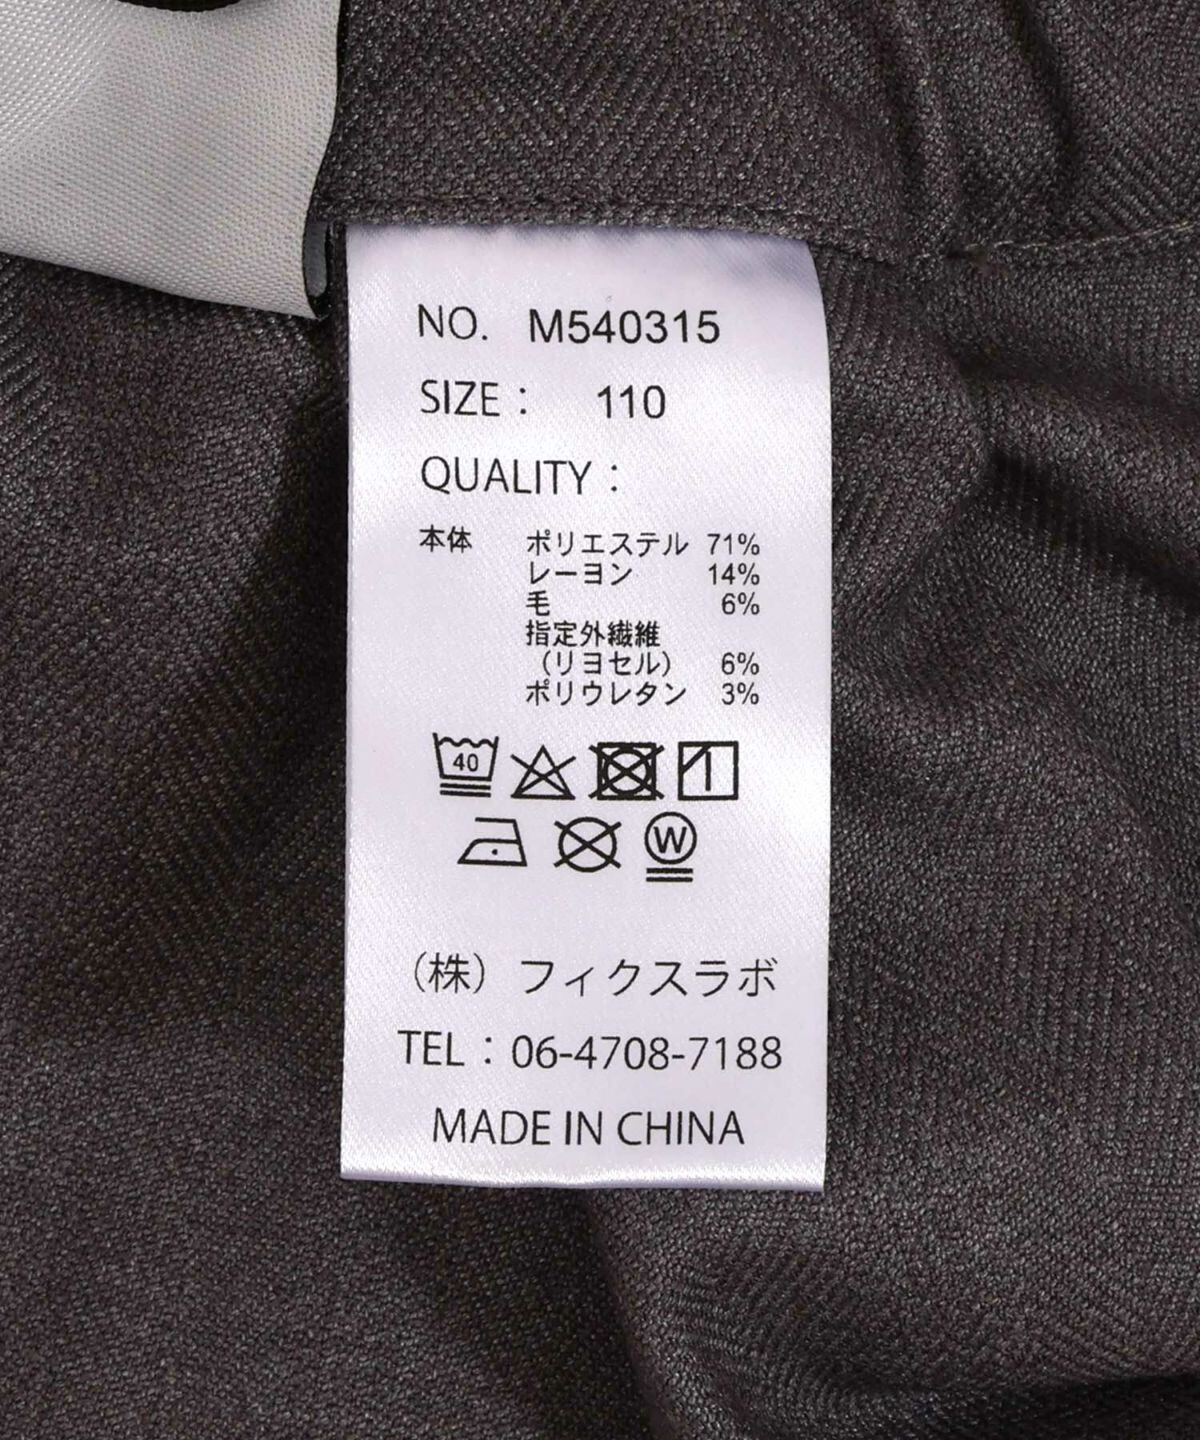 NO. M540315
SIZE： 110
QUALITY：
本体 ポリエステル 71%
レーヨン 14%
毛 6%
指定外繊維
（リヨセル） 6%
ポリウレタン 3%
40
W
（株）フィクスラボ
TEL：06-4708-7188
MADE IN CHINA